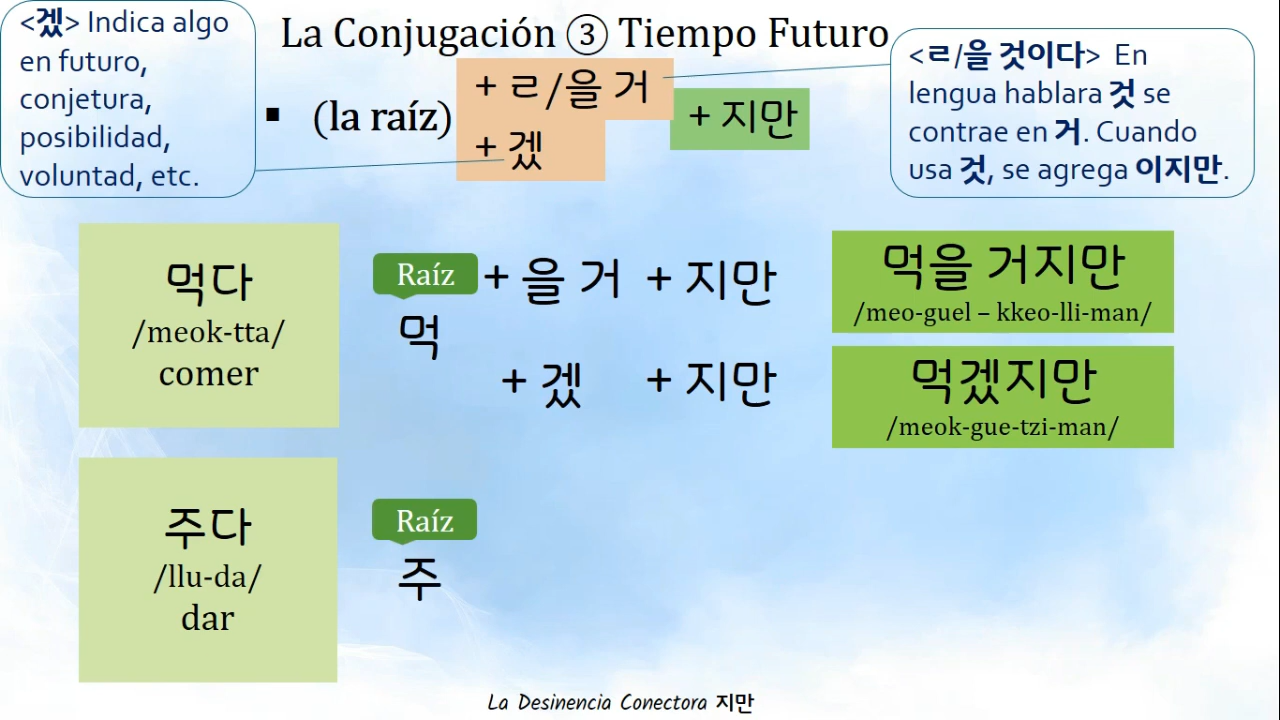 <겠> Indica algo
en futuro,
conjetura,
posibilidad,
voluntad, etc.
La Conjugación ③ Tiempo Futuro
▪ (la raíz)
+ ㄹ/을 거
+ 겠
+ 지만
<ㄹ/을 것이다> En
lengua hablara 것 se
contrae en 거. Cuando
usa 것, se agrega 이지만.
먹다
/meok-tta/
comer
Raíz
먹
+ 을 거 + 지만
+ 겠 + 지만
먹을 거지만
/meo-guel – kkeo-lli-man/
먹겠지만
/meok-gue-tzi-man/
주다
/llu-da/
dar
Raíz
주
La Desinencia Conectora 지만